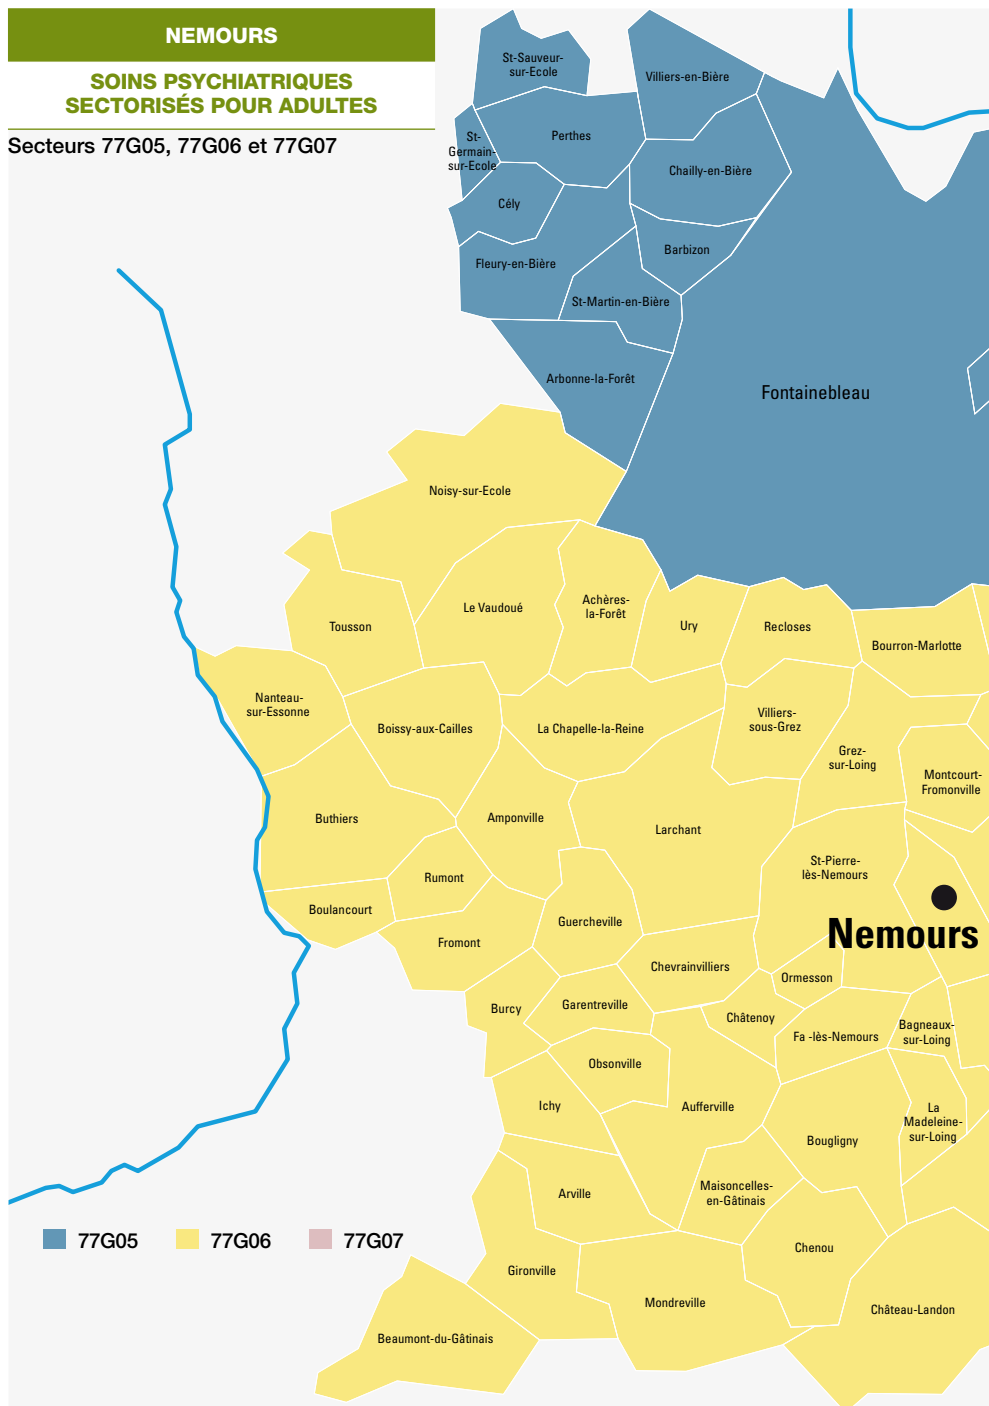 NEMOURS
SOINS PSYCHIATRIQUES
SECTORISÉS POUR ADULTES
Secteurs 77G05, 77G06 et 77G07
St-Sauveur-
sur-Ecole
Villiers-en-Bière
St-
Germain-
sur-Ecole
Perthes
Chailly-en-Bière
Cély
Fleury-en-Bière
Barbizon
St-Martin-en-Bière
Arbonne-la-Forêt
Fontainebleau
Noisy-sur-Ecole
Tousson
Le Vaudoué
Achères-
la-Forêt
Ury
Recloses
Bourron-Marlotte
Nanteau-
sur-Essonne
Boissy-aux-Cailles
La Chapelle-la-Reine
Villiers-
sous-Grez
Grez-
sur-Loing
Montcourt-
Fromonville
Buthiers
Amponville
Larchant
St-Pierre-
lès-Nemours
Rumont
Boulancourt
Guercheville
Nemours
Fromont
Chevrainvilliers
Ormesson
Burcy
Garentreville
Châtenoy
Fa -lès-Nemours
Bagneaux-
sur-Loing
Obsonville
Ichy
Aufferville
Bougligny
La
Madeleine-
sur-Loing
Arville
Maisoncelles-
en-Gâtinais
77G05
77G06
77G07
Gironville
Chenou
Mondreville
Château-Landon
Beaumont-du-Gâtinais